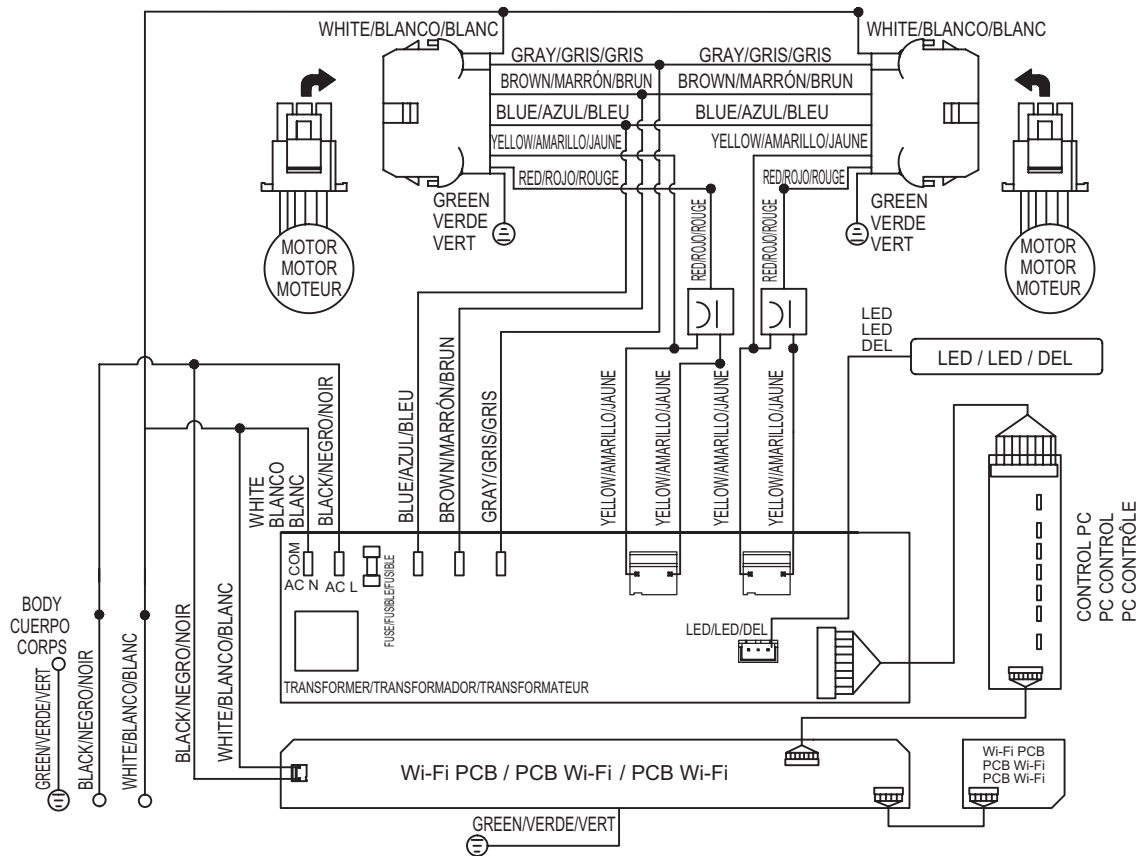 WHITE/BLANCO/BLANC
WHITE/BLANCO/BLANC
GRAY/GRIS/GRIS
GRAY/GRIS/GRIS
BROWN/MARRÓN/BRUN
BROWN/MARRÓN/BRUN
BLUE/AZUL/BLEU
BLUE/AZUL/BLEU
YELLOW/AMARILLO/JAUNE
YELLOW/AMARILLO/JAUNE
RED/ROJO/ROUGE
RED/ROJO/ROUGE
GREEN
VERDE
VERT
GREEN
VERDE
VERT
MOTOR
MOTOR
MOTEUR
MOTOR
MOTOR
MOTEUR
RED/ROJO/ROUGE
RED/ROJO/ROUGE
LED
LED
DEL
LED / LED / DEL
WHITE
BLANCO
BLANC
BLACK/NEGRO/NOIR
BLUE/AZUL/BLEU
BROWN/MARRÓN/BRUN
GRAY/GRIS/GRIS
YELLOW/AMARILLO/JAUNE
YELLOW/AMARILLO/JAUNE
YELLOW/AMARILLO/JAUNE
YELLOW/AMARILLO/JAUNE
COM
AC N
AC L
FUSE/FUSIBLE/FUSIBLE
CONTROL PC
PC CONTROL
PC CONTRÔLE
BODY
CUERPO
CORPS
GREEN/VERDE/VERT
BLACK/NEGRO/NOIR
WHITE/BLANCO/BLANC
BLACK/NEGRO/NOIR
WHITE/BLANCO/BLANC
LED/LED/DEL
TRANSFORMER/TRANSFORMADOR/TRANSFORMATEUR
Wi-Fi PCB / PCB Wi-Fi / PCB Wi-Fi
Wi-Fi PCB
PCB Wi-Fi
PCB Wi-Fi
GREEN/VERDE/VERT